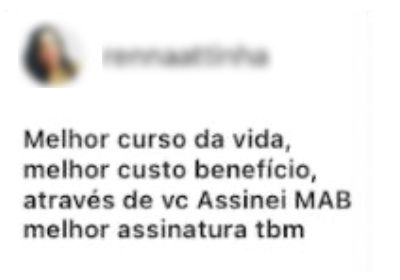 Melhor curso da vida,
melhor custo benefício,
através de vc Assinei MAB
melhor assinatura tbm